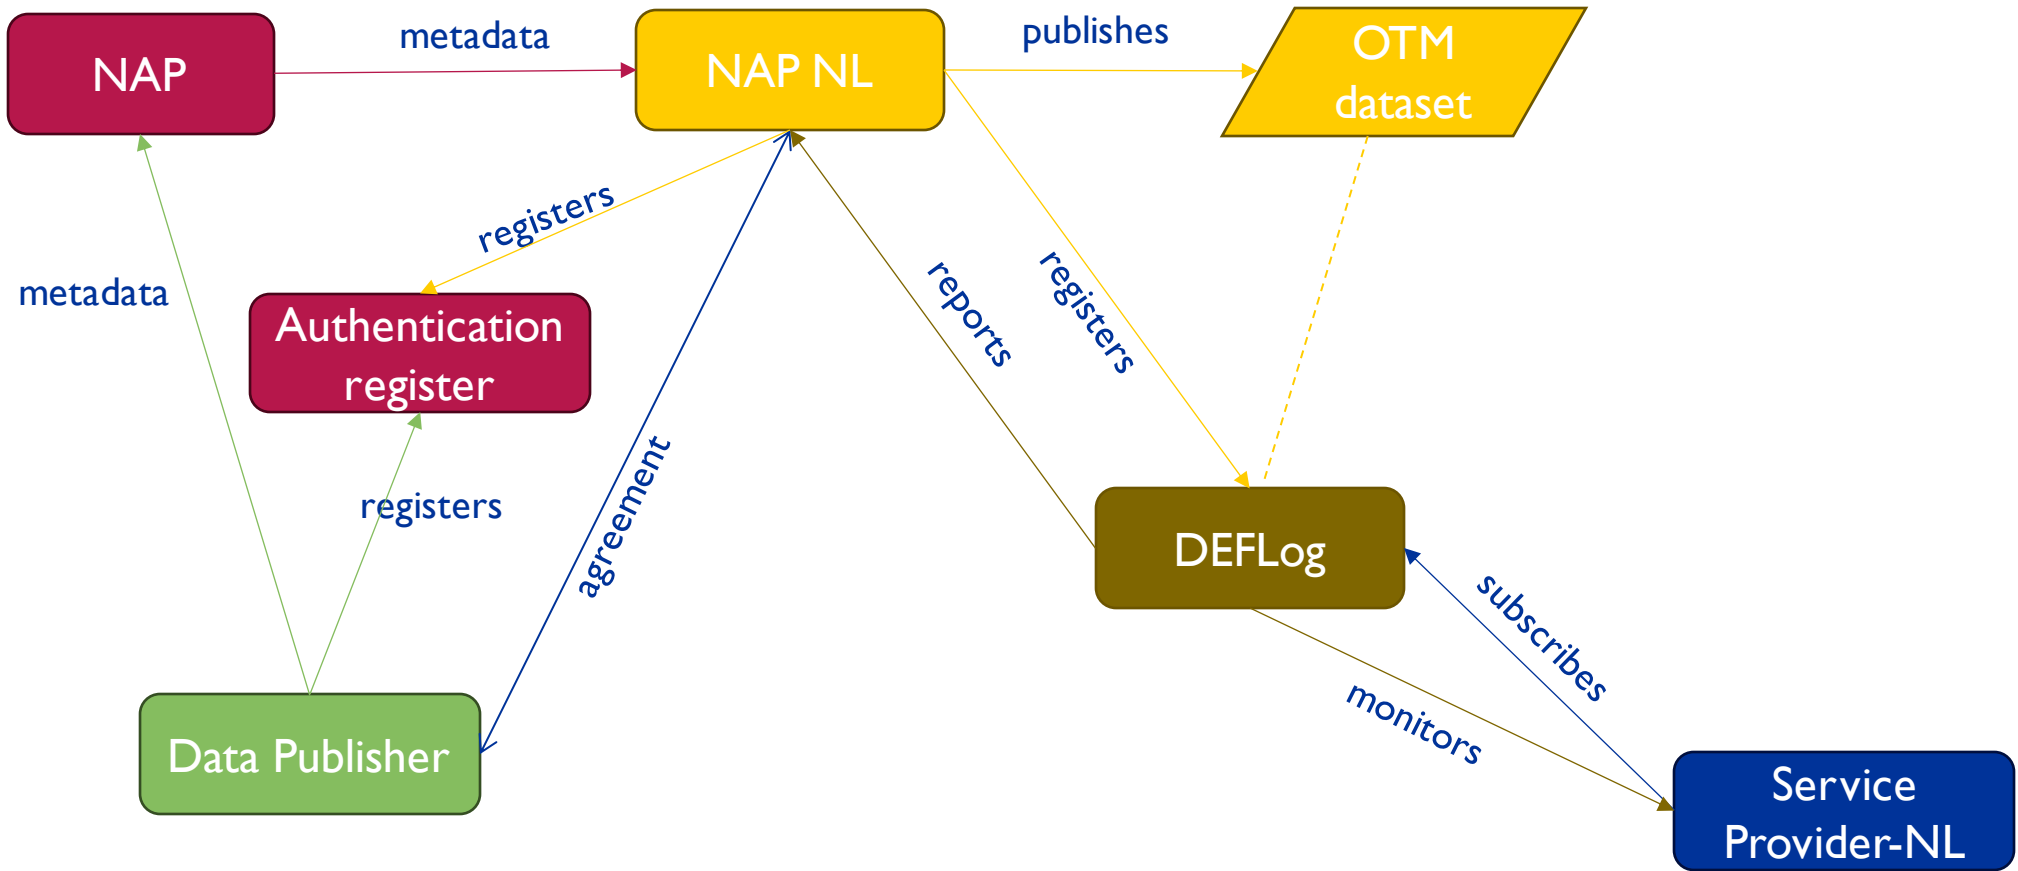 NAP
metadata
NAP NL
publishes
OTM
dataset
registers
metadata
Authentication
register
reports
registers
registers
agreement
DEFLog
subscribes
monitors
Data Publisher
Service
Provider-NL